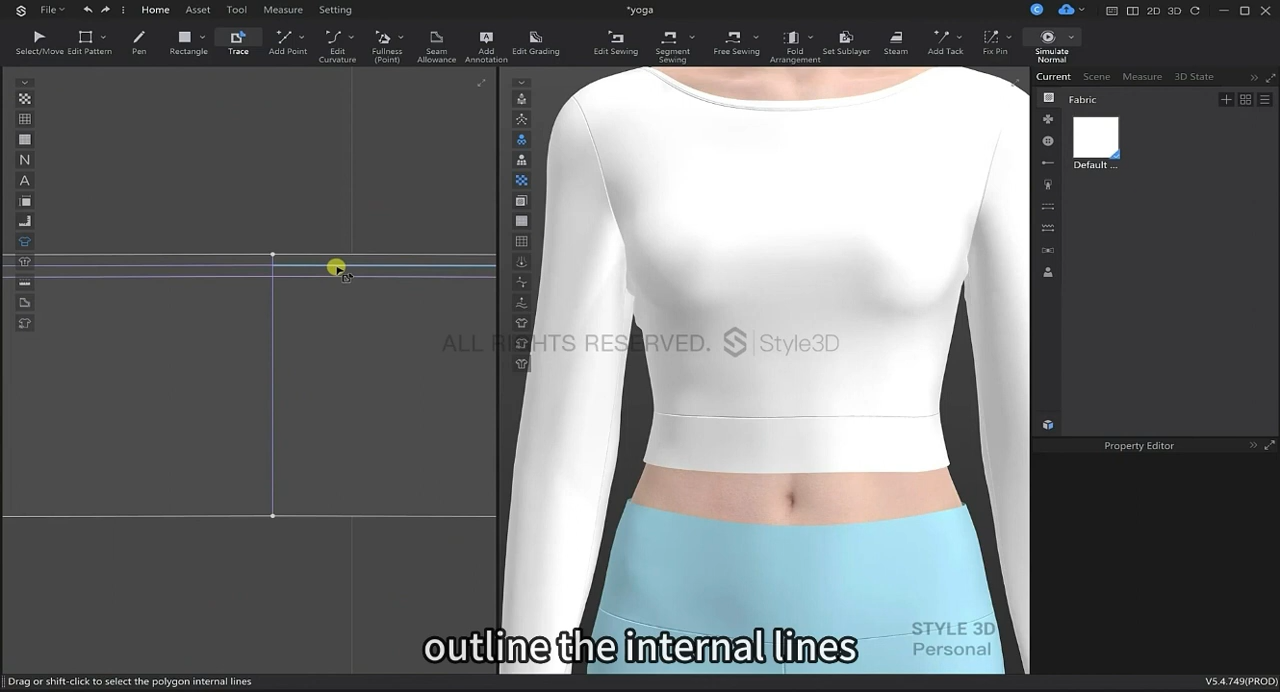 File
Home
Asset
Tool
Measure
Setting
*yoga
C
2D
3D
Select/Move
Edit Pattern
Pen
Rectangle
Trace
Add Point
Edit
Curvature
Fullness
(Point)
Seam
Allowance
Add
Annotation
Edit Grading
Edit Sewing
Segment
Sewing
Free Sewing
Fold
Arrangement
Set Sublayer
Steam
Add Tack
Fix Pin
Simulate
Normal
Current
Scene
Measure
3D State
Fabric
Default ...
N
A
ALL RIGHTS RESERVED.
Style3D
Property Editor
STYLE 3D
Personal
outline the internal lines
Drag or shift-click to select the polygon internal lines
V5.4.749(PROD)